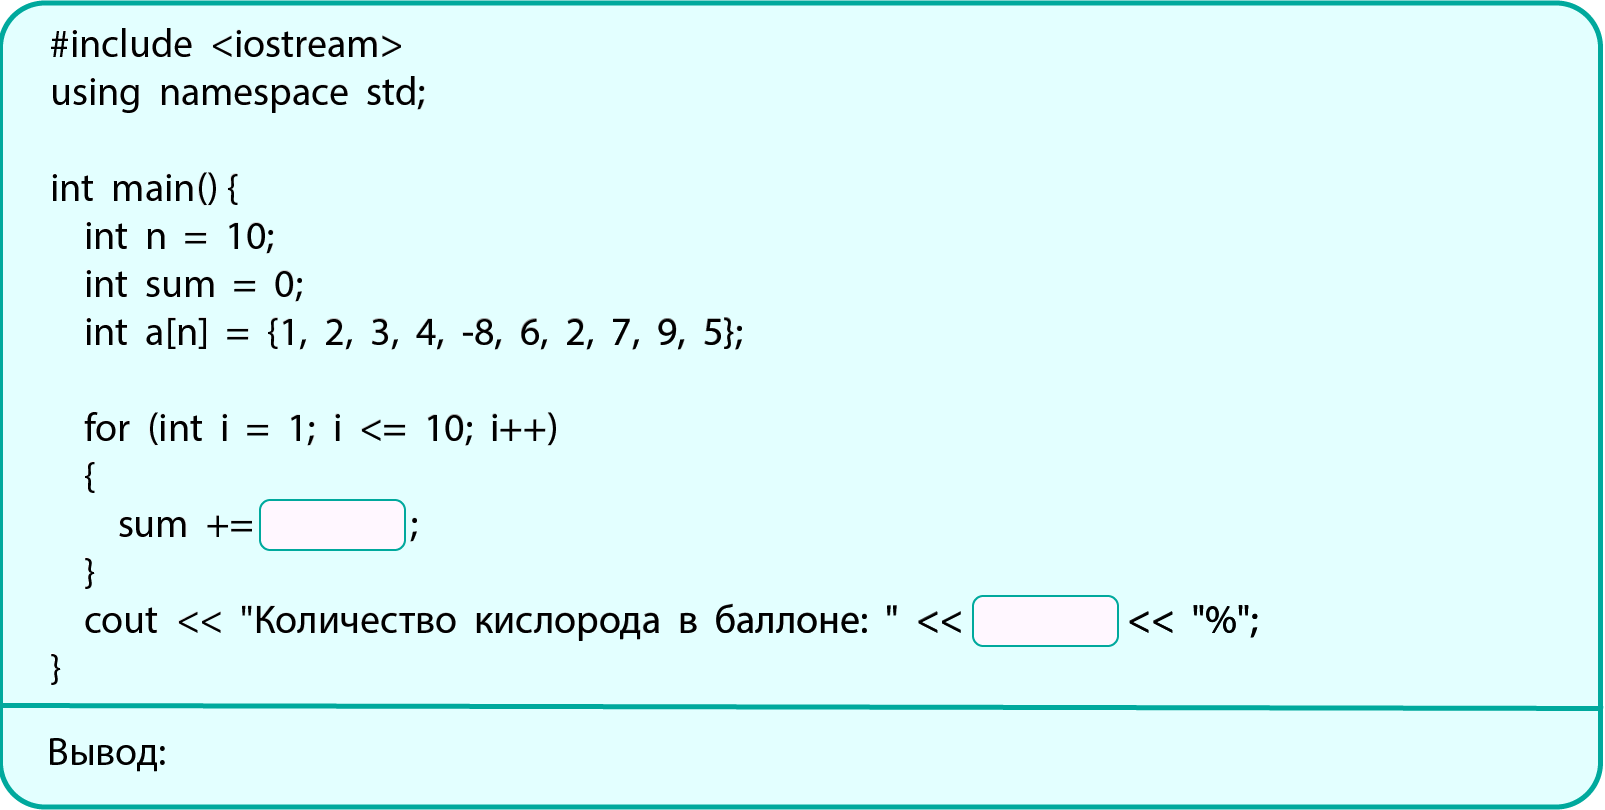 #include <iostream>
using namespace std;
int main() {
int n = 10;
int sum = 0;
int a[n] = {1, 2, 3, 4, -8, 6, 2, 7, 9, 5};
for (int i = 1; i <= 10; i++)
{
sum += ;
}
cout << "Количество кислорода в баллоне: " << << "%";
}
Вывод: